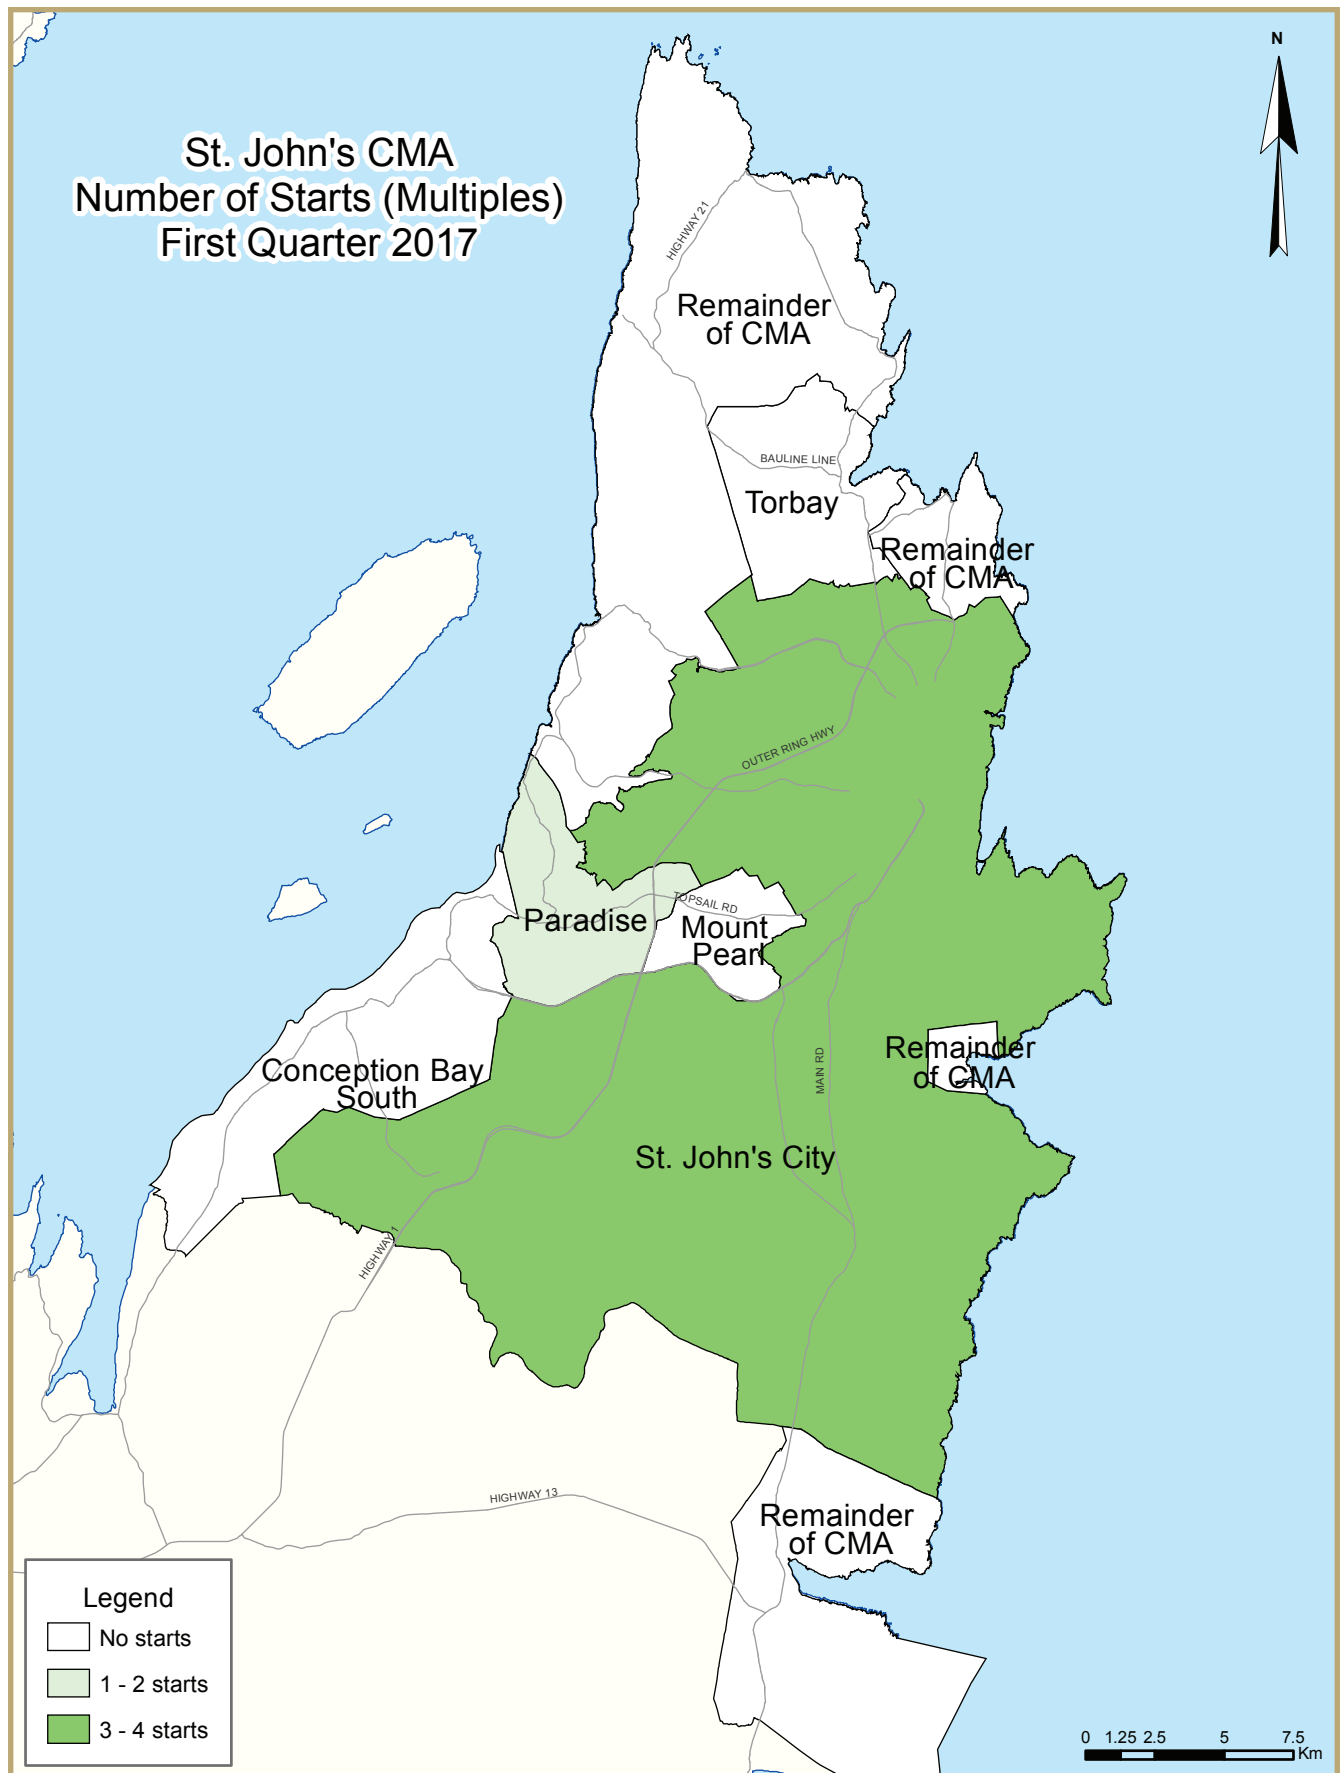 St. John's CMA
Number of Starts (Multiples)
First Quarter 2017
N
HIGHWAY 21
Remainder
of CMA
BAULINE LINE
Torbay
Remainder
of CMA
OUTER RING HWY
TOPSAIL RD
Paradise
Mount
Pearl
Remainder
of CMA
MAIN RD
Conception Bay
South
St. John's City
HIGHWAY 1
HIGHWAY 13
Remainder
of CMA
Legend
No starts
1 - 2 starts
3 - 4 starts
0 1.25 2.5 5 7.5
Km